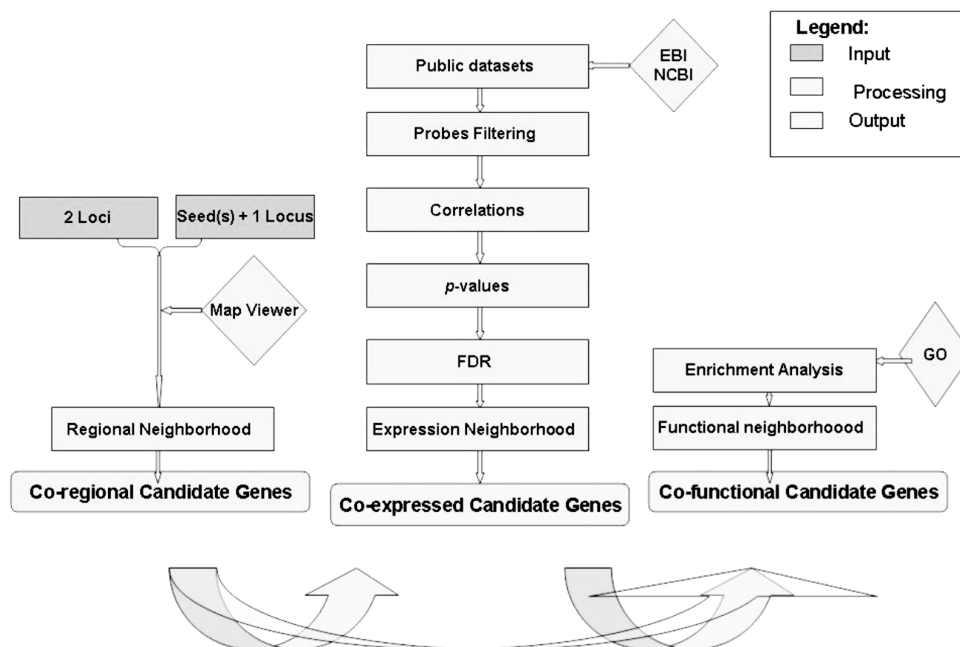 Legend:
Input
Processing
Output
EBI
NCBI
Public datasets
Probes Filtering
Correlations
p-values
FDR
Expression Neighborhood
Co-expressed Candidate Genes
2 Loci
Seed(s) + 1 Locus
Map Viewer
Regional Neighborhood
Co-regional Candidate Genes
GO
Enrichment Analysis
Functional neighborhoood
Co-functional Candidate Genes